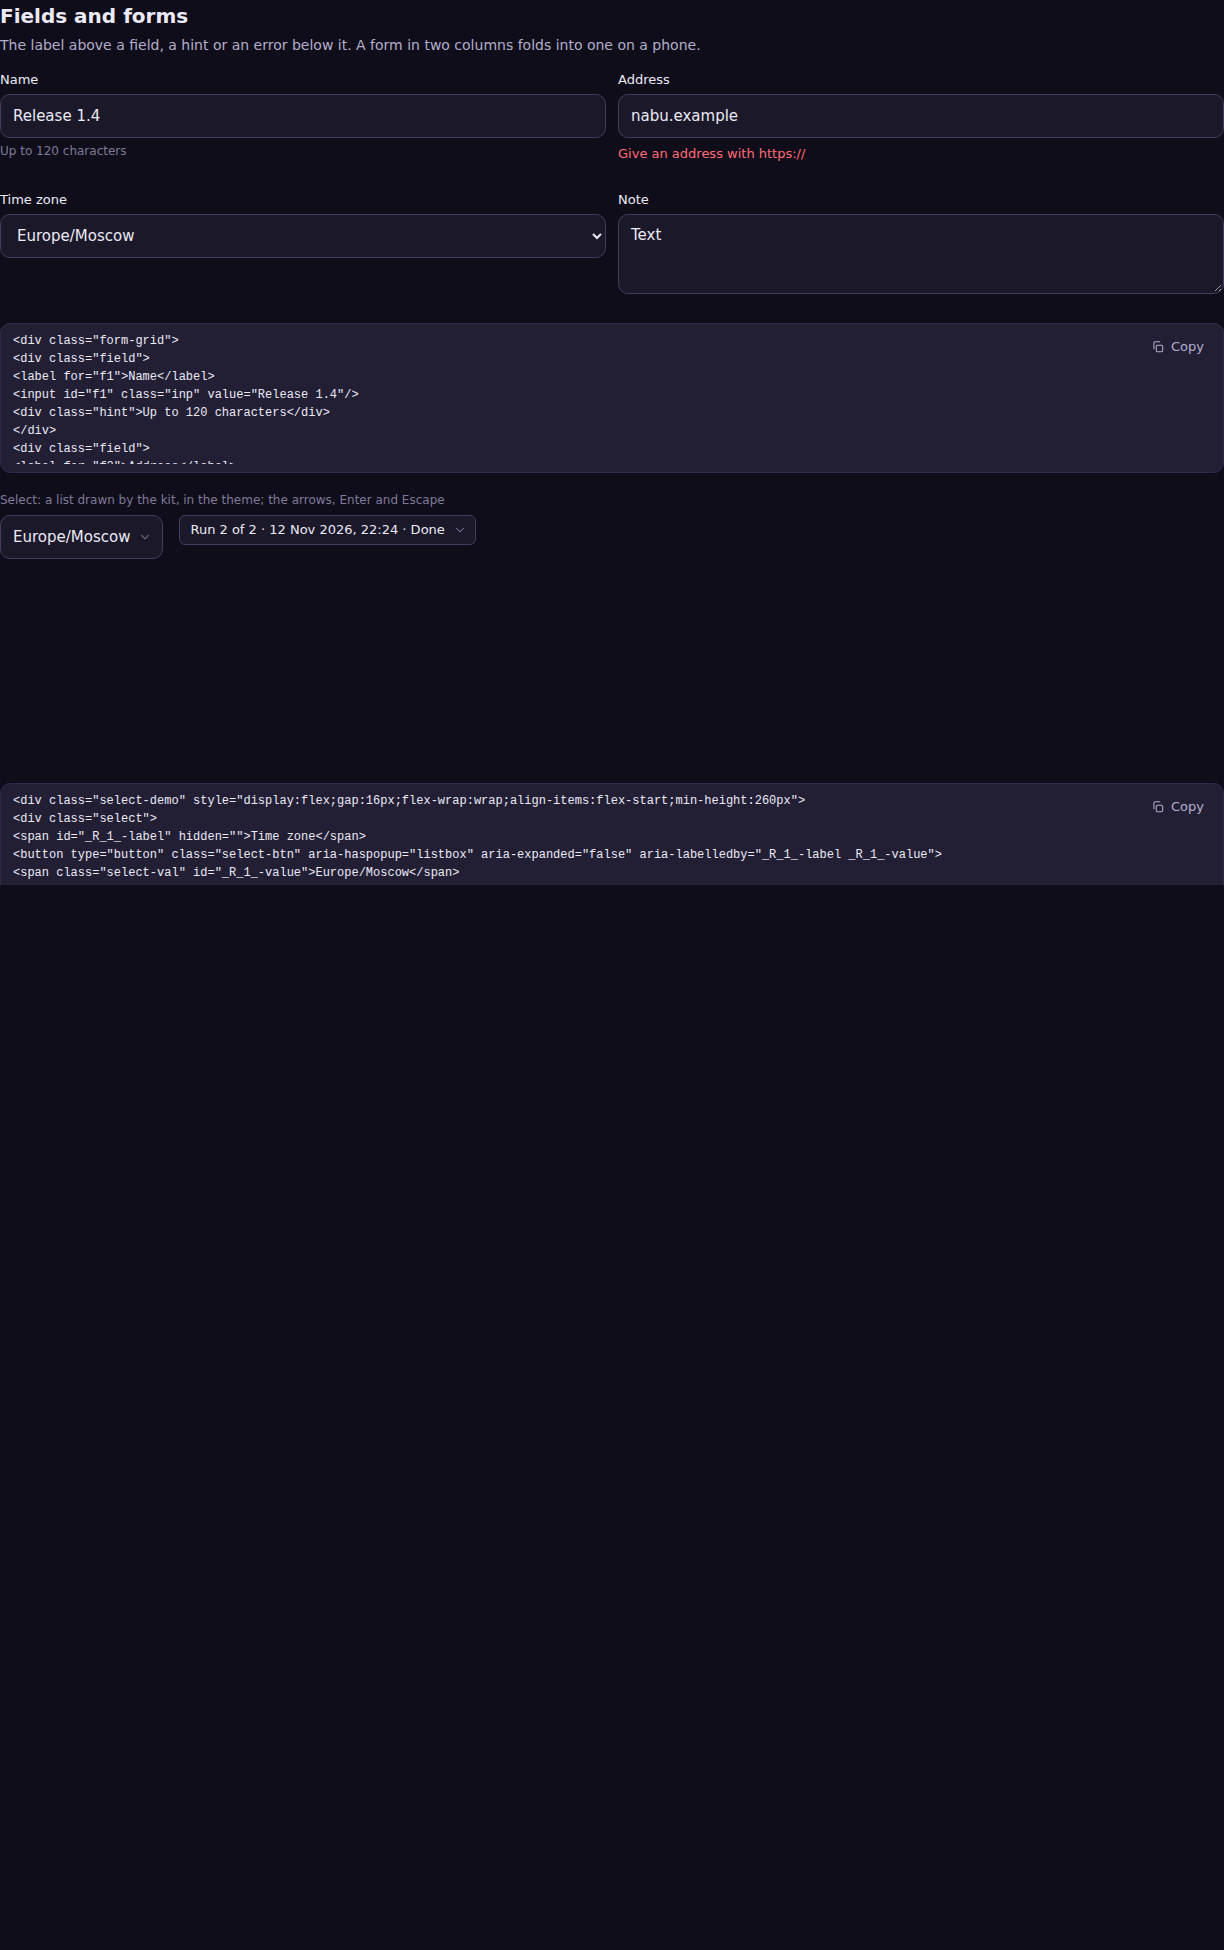 Fields and forms
The label above a field, a hint or an error below it. A form in two columns folds into one on a phone.
Name
Release 1.4
Up to 120 characters
Address
nabu.example
Give an address with https://
Time zone
Europe/Moscow
Note
Text
Copy
<div class="form-grid">
<div class="field">
<label for="f1">Name</label>
<input id="f1" class="inp" value="Release 1.4"/>
<div class="hint">Up to 120 characters</div>
</div>
<div class="field">
<label for="f2">Address</label>
Select: a list drawn by the kit, in the theme; the arrows, Enter and Escape
Europe/Moscow
Run 2 of 2 · 12 Nov 2026, 22:24 · Done
Copy
<div class="select-demo" style="display:flex;gap:16px;flex-wrap:wrap;align-items:flex-start;min-height:260px">
<div class="select">
<span id="_R_1_-label" hidden="">Time zone</span>
<button type="button" class="select-btn" aria-haspopup="listbox" aria-expanded="false" aria-labelledby="_R_1_-label _R_1_-value">
<span class="select-val" id="_R_1_-value">Europe/Moscow</span>